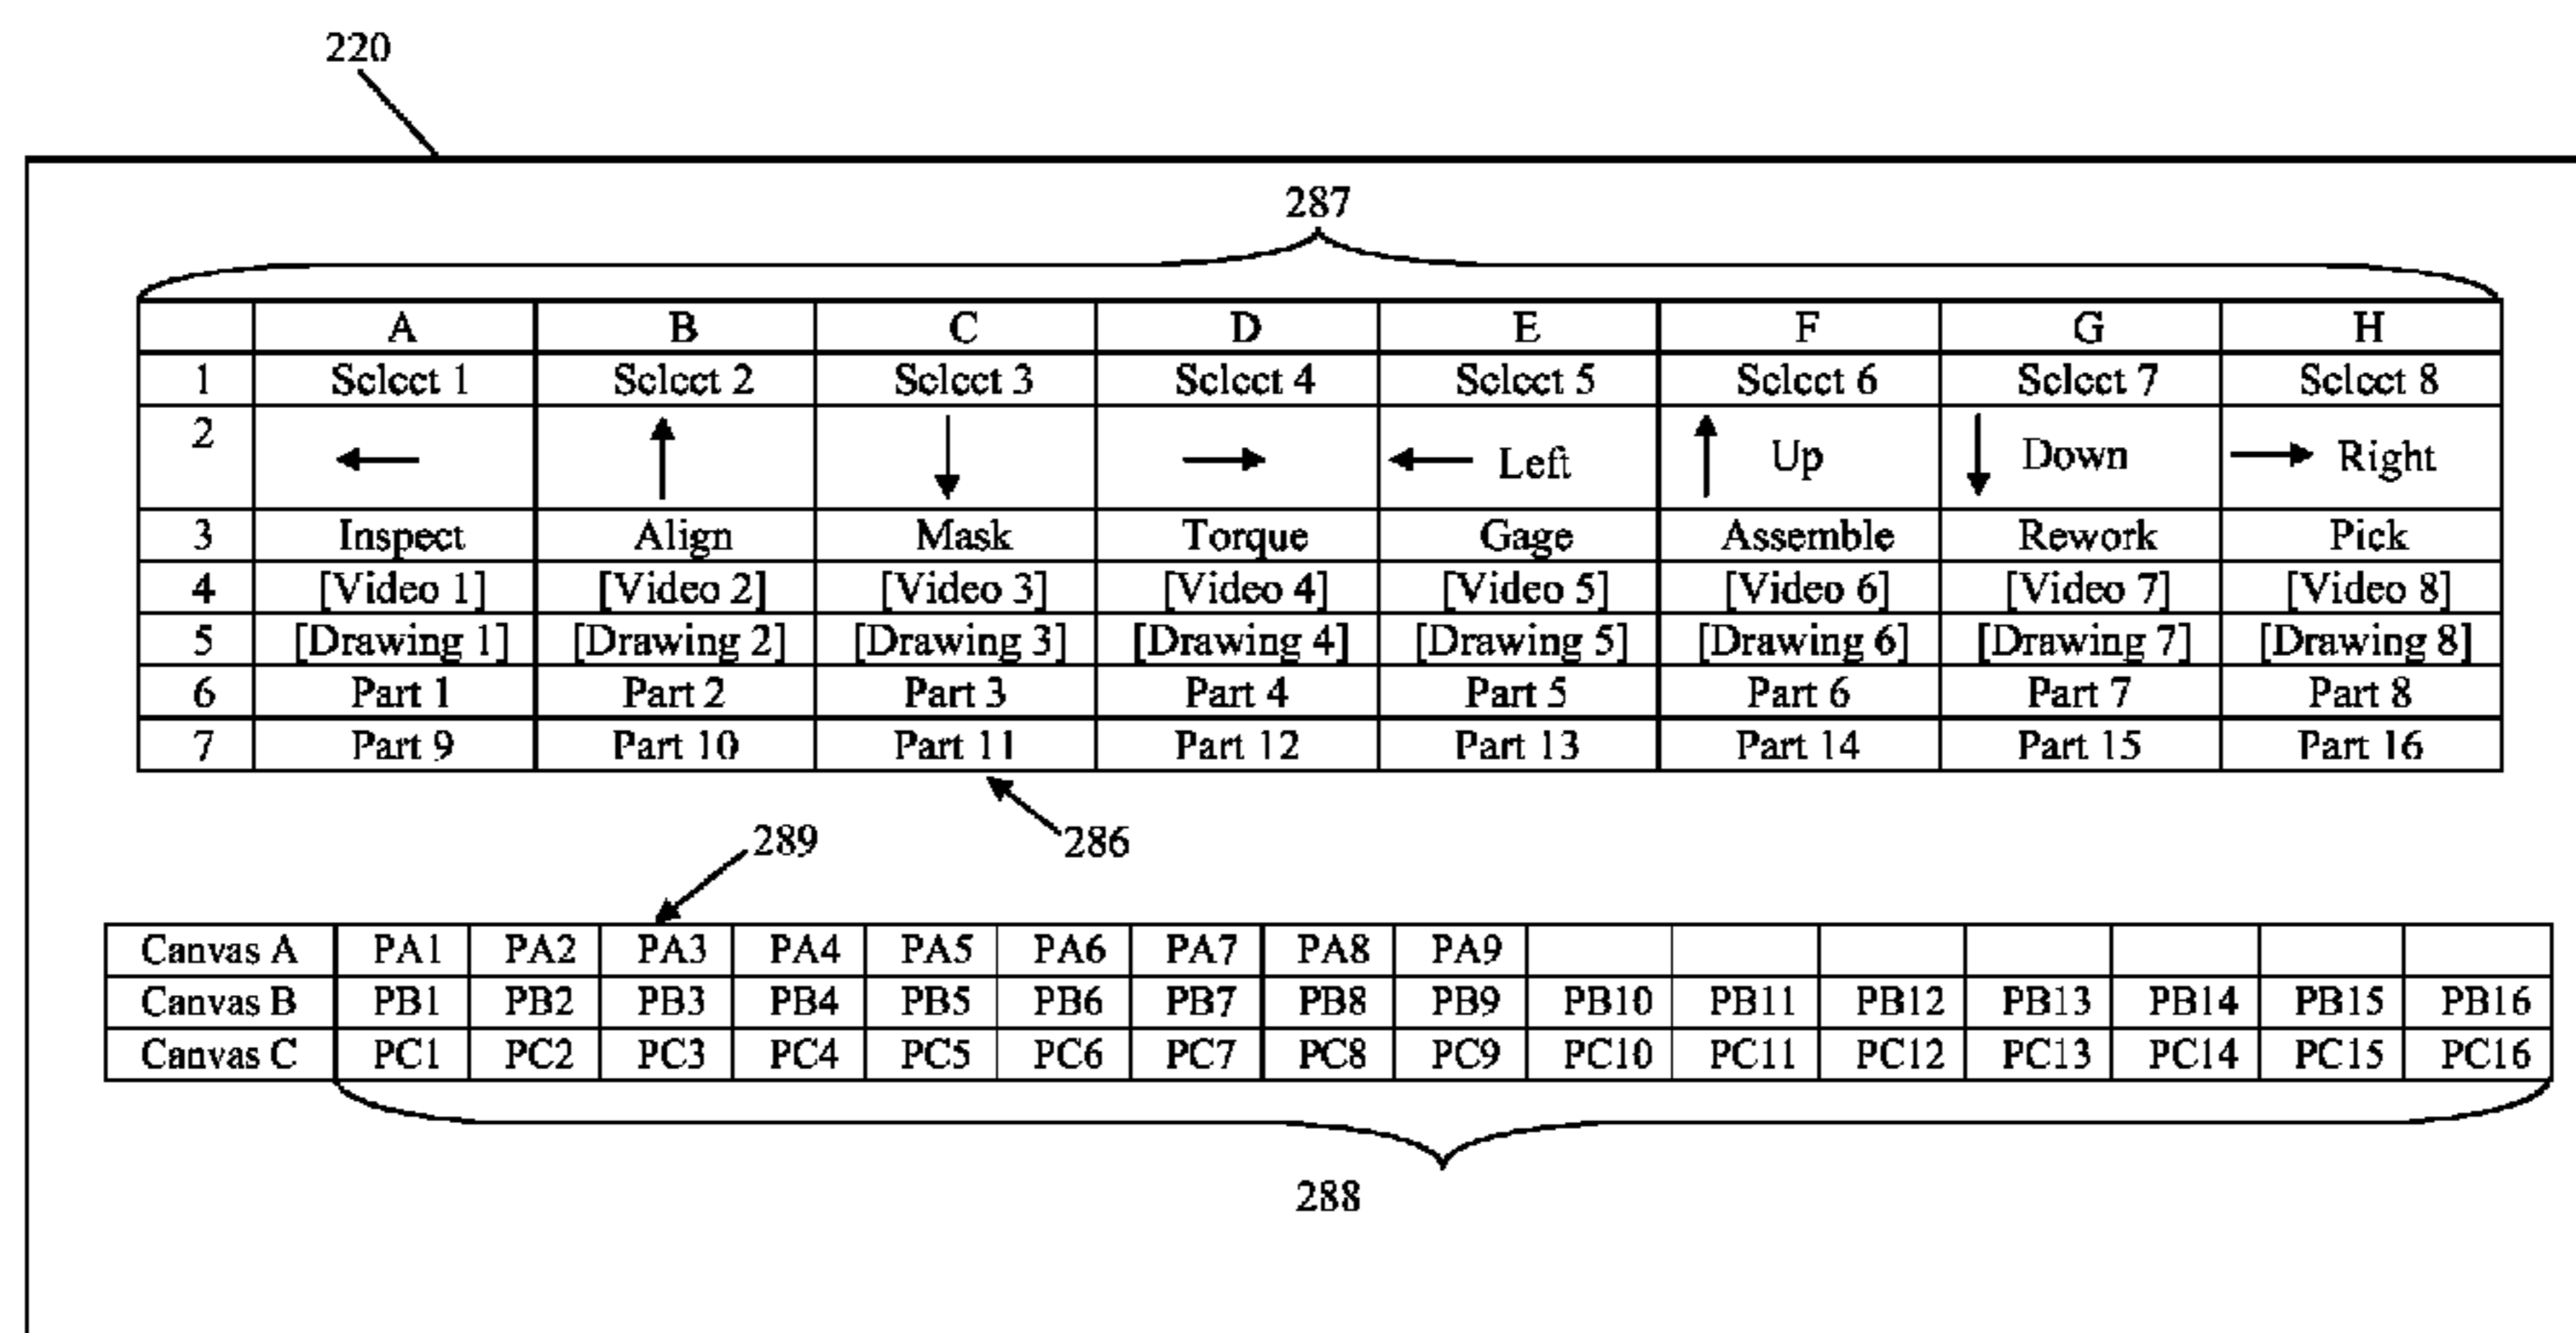 220
287
A B C D E F G H
1 Select 1 Select 2 Select 3 Select 4 Select 5 Select 6 Select 7 Select 8
2 ← ↑ ↓ → ← Left ↑ Up ↓ Down → Right
3 Inspect Align Mask Torque Gage Assemble Rework Pick
4 [Video 1] [Video 2] [Video 3] [Video 4] [Video 5] [Video 6] [Video 7] [Video 8]
5 [Drawing 1] [Drawing 2] [Drawing 3] [Drawing 4] [Drawing 5] [Drawing 6] [Drawing 7] [Drawing 8]
6 Part 1 Part 2 Part 3 Part 4 Part 5 Part 6 Part 7 Part 8
7 Part 9 Part 10 Part 11 Part 12 Part 13 Part 14 Part 15 Part 16
289 286
Canvas A PA1 PA2 PA3 PA4 PA5 PA6 PA7 PA8 PA9
Canvas B PB1 PB2 PB3 PB4 PB5 PB6 PB7 PB8 PB9 PB10 PB11 PB12 PB13 PB14 PB15 PB16
Canvas C PC1 PC2 PC3 PC4 PC5 PC6 PC7 PC8 PC9 PC10 PC11 PC12 PC13 PC14 PC15 PC16
288